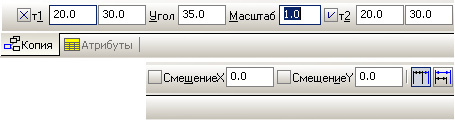 т1 20.0 30.0 Угол 35.0 Масштаб 1.0 т2 20.0 30.0
Копия Атрибуты
СмещениеX 0.0 СмещениеY 0.0